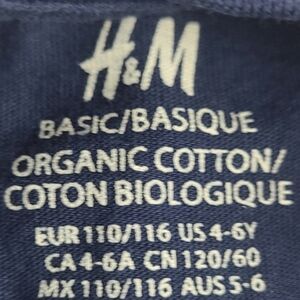 H&M
BASIC/BASIQUE
ORGANIC COTTON/
COTON BIOLOGIQUE
EUR 110/116 US 4-6Y
CA 4-6A CN 120/60
MX 110/116 AUS 5-6